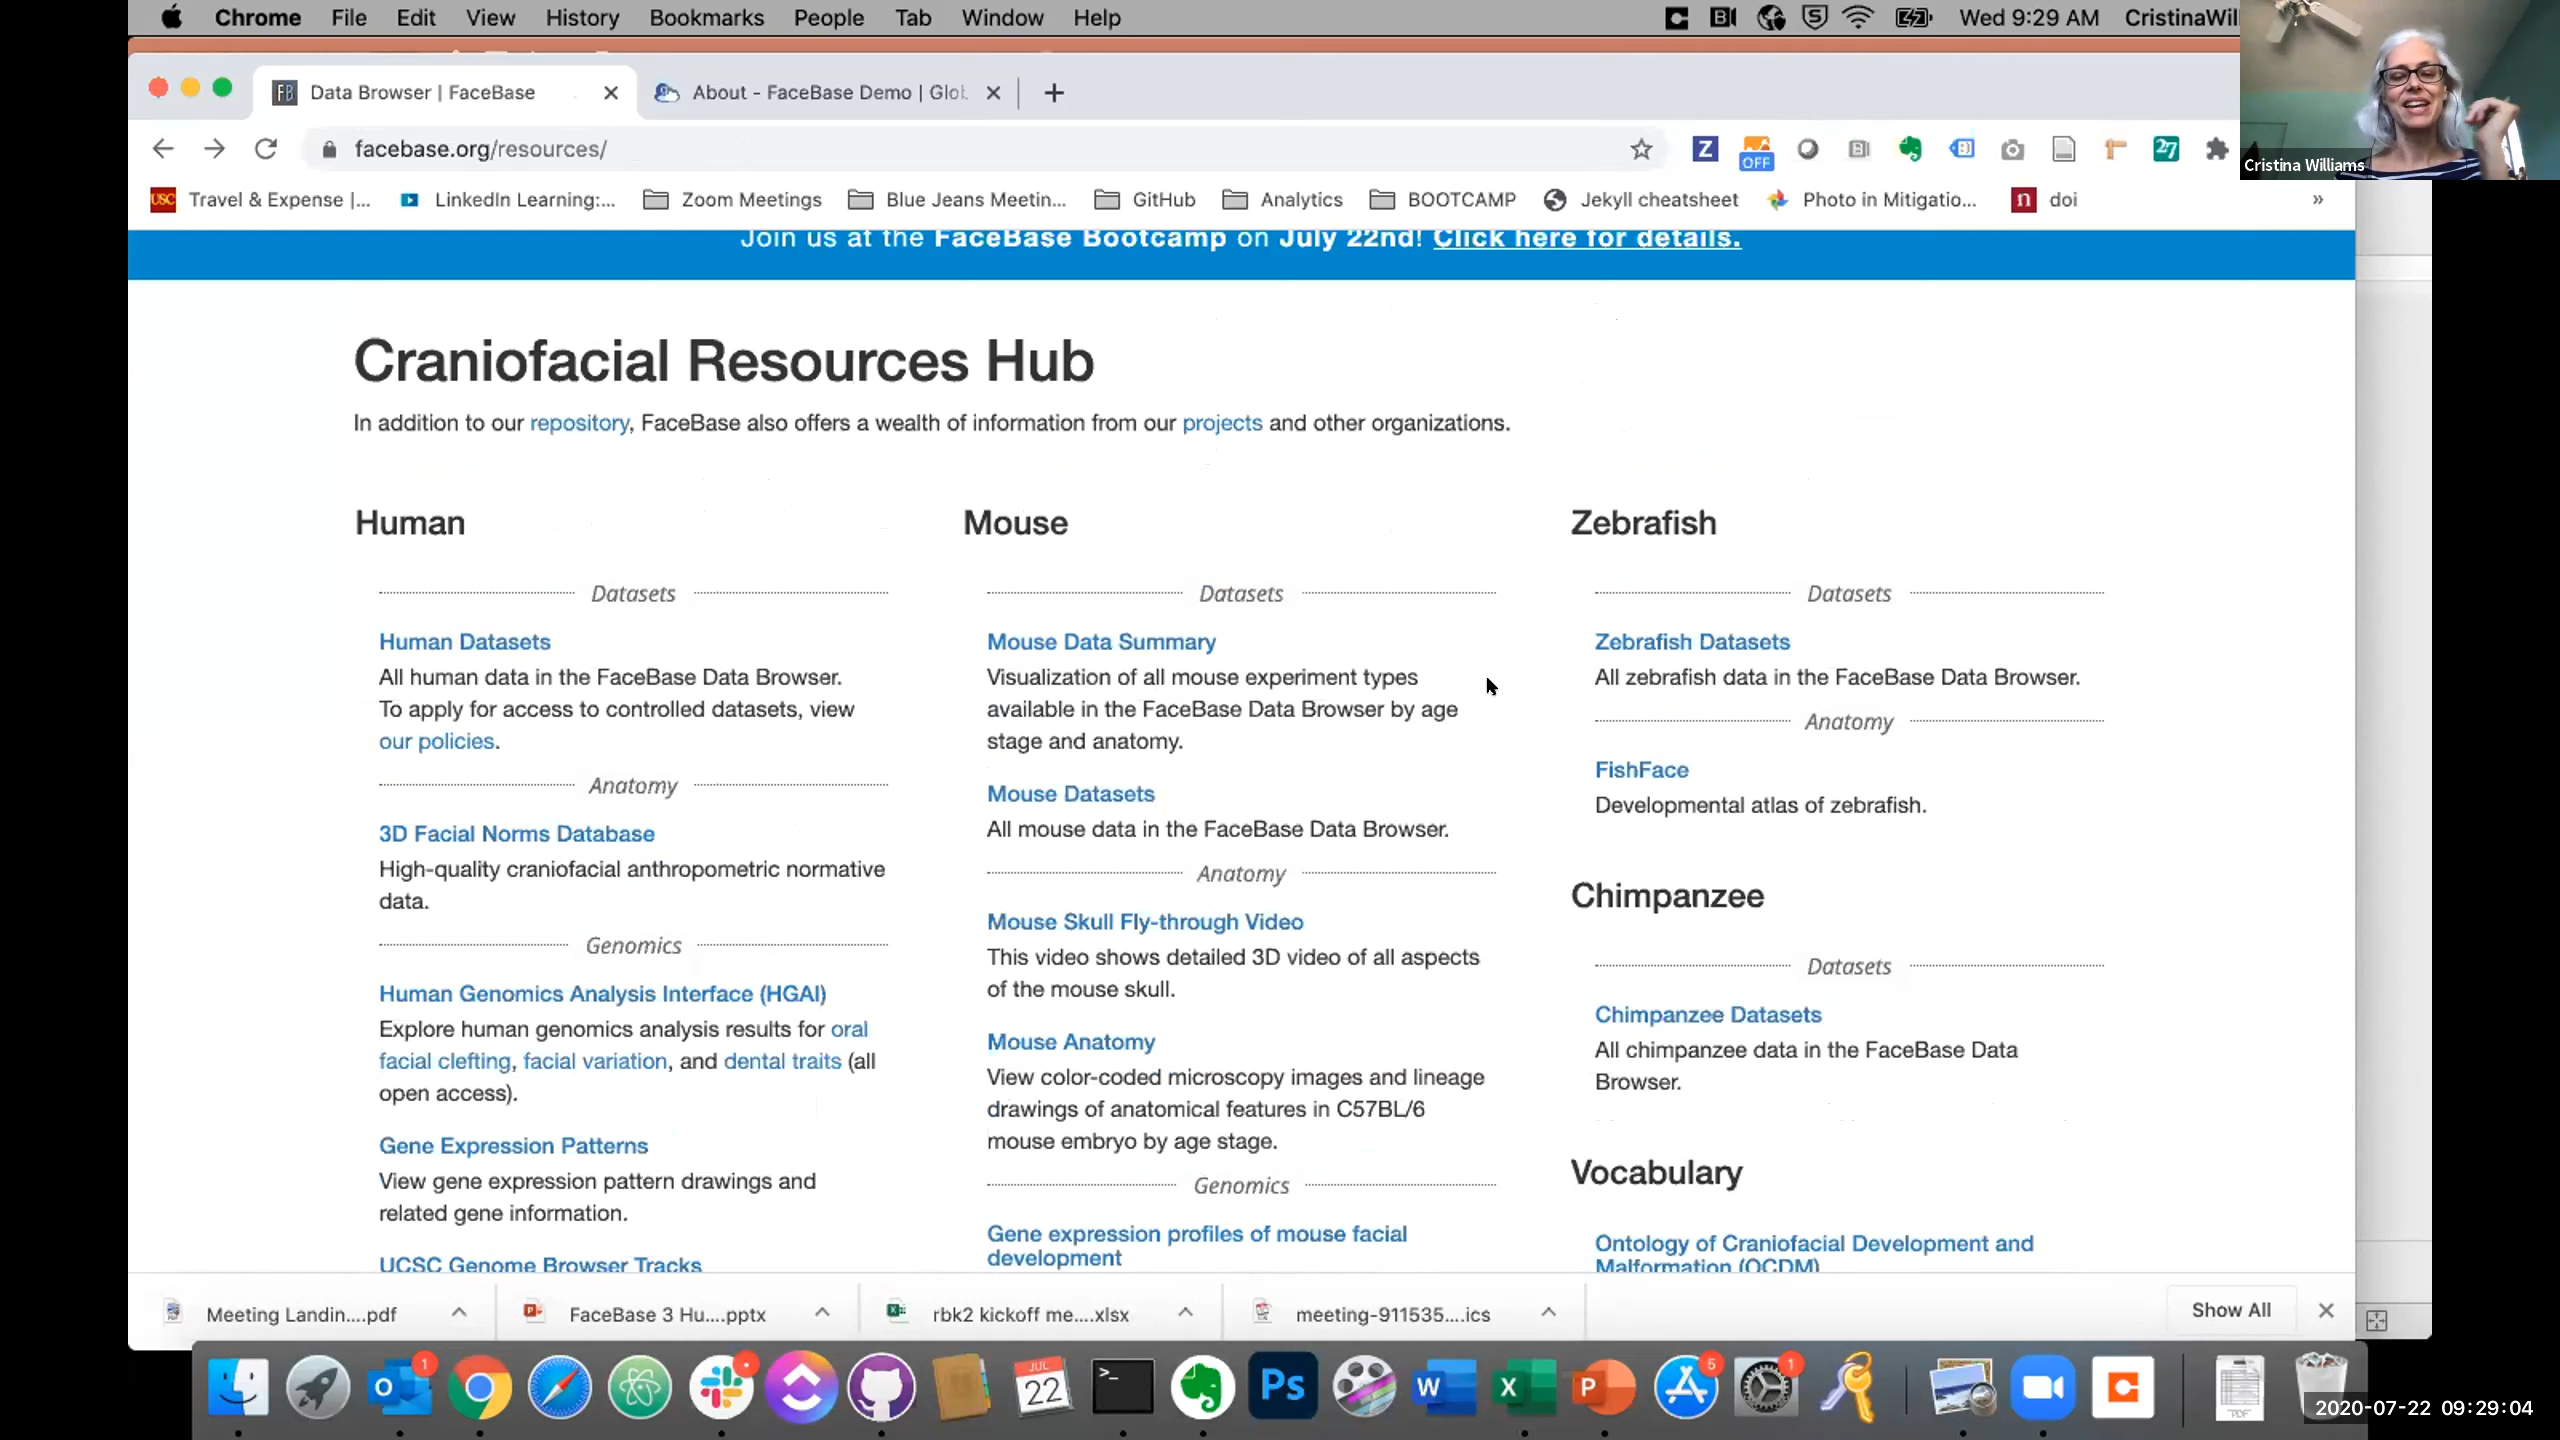 Chrome File Edit View History Bookmarks People Tab Window Help
Wed 9:29 AM CristinaWil
Data Browser | FaceBase
About - FaceBase Demo | Glob
facebase.org/resources/
Z
OFF
27
Cristina Williams
USC Travel & Expense |...
LinkedIn Learning:...
Zoom Meetings
Blue Jeans Meetin...
GitHub
Analytics
BOOTCAMP
Jekyll cheatsheet
Photo in Mitigatio...
n doi
»
Join us at the FaceBase Bootcamp on July 22nd! Click here for details.
Craniofacial Resources Hub
In addition to our repository, FaceBase also offers a wealth of information from our projects and other organizations.
Human
Datasets
Human Datasets
All human data in the FaceBase Data Browser.
To apply for access to controlled datasets, view
our policies.
Anatomy
3D Facial Norms Database
High-quality craniofacial anthropometric normative
data.
Genomics
Human Genomics Analysis Interface (HGAI)
Explore human genomics analysis results for oral
facial clefting, facial variation, and dental traits (all
open access).
Gene Expression Patterns
View gene expression pattern drawings and
related gene information.
UCSC Genome Browser Tracks
Mouse
Datasets
Mouse Data Summary
Visualization of all mouse experiment types
available in the FaceBase Data Browser by age
stage and anatomy.
Mouse Datasets
All mouse data in the FaceBase Data Browser.
Anatomy
Mouse Skull Fly-through Video
This video shows detailed 3D video of all aspects
of the mouse skull.
Mouse Anatomy
View color-coded microscopy images and lineage
drawings of anatomical features in C57BL/6
mouse embryo by age stage.
Genomics
Gene expression profiles of mouse facial
development
Zebrafish
Datasets
Zebrafish Datasets
All zebrafish data in the FaceBase Data Browser.
Anatomy
FishFace
Developmental atlas of zebrafish.
Chimpanzee
Datasets
Chimpanzee Datasets
All chimpanzee data in the FaceBase Data
Browser.
Vocabulary
Ontology of Craniofacial Development and
Malformation (OCDM)
Meeting Landin....pdf
FaceBase 3 Hu....pptx
rbk2 kickoff me....xlsx
meeting-911535....ics
Show All
1
JUL
22
>_
Ps
W
X
P
5
1
PDF
2020-07-22 09:29:04